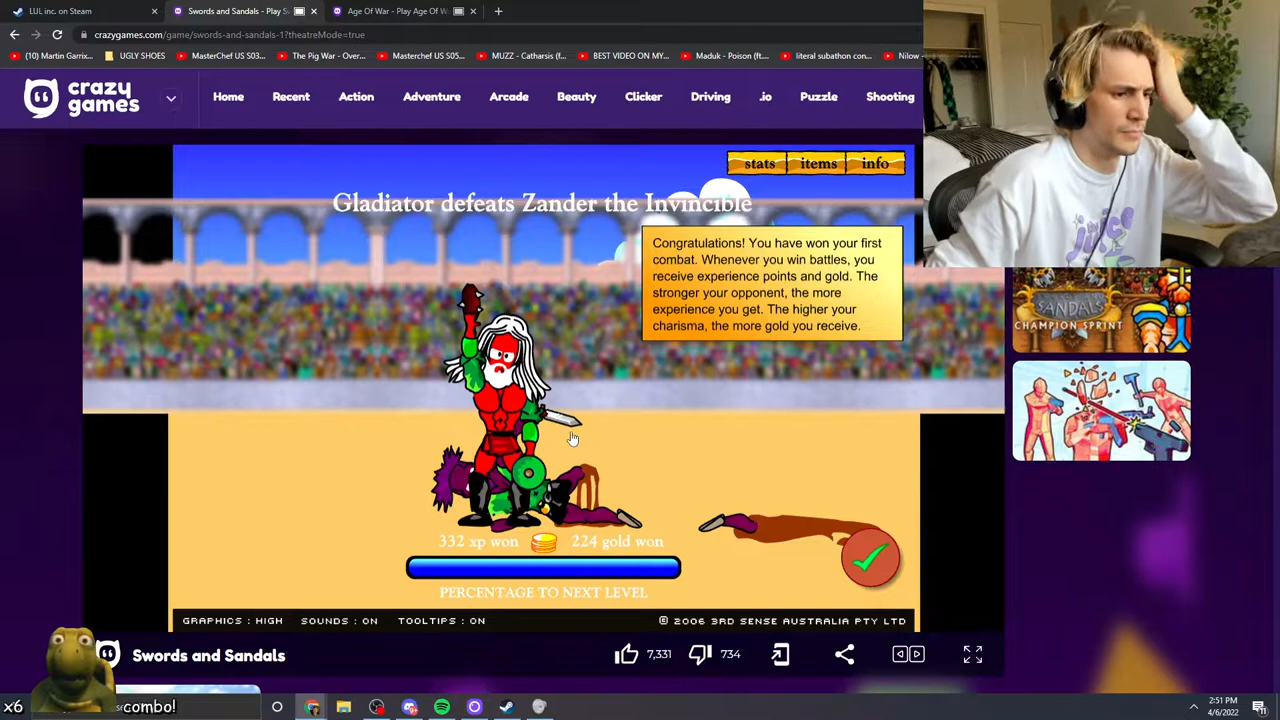 LUL inc. on Steam
Swords and Sandals - Play S
Age Of War - Play Age Of W
crazygames.com/game/swords-and-sandals-1?theatreMode=true
(10) Martin Garrix...
UGLY SHOES
MasterChef US S03...
The Pig War - Over...
Masterchef US S05...
MUZZ - Catharsis (f...
BEST VIDEO ON MY...
Maduk - Poison (ft....
literal subathon con...
Nilow
crazy
games
Home
Recent
Action
Adventure
Arcade
Beauty
Clicker
Driving
.io
Puzzle
Shooting
stats
items
info
Gladiator defeats Zander the Invincible
Congratulations! You have won your first
combat. Whenever you win battles, you
receive experience points and gold. The
stronger your opponent, the more
experience you get. The higher your
charisma, the more gold you receive.
SANDALS
CHAMPION SPRINT
332 xp won
224 gold won
PERCENTAGE TO NEXT LEVEL
GRAPHICS : HIGH
SOUNDS : ON
TOOLTIPS : ON
© 2006 3RD SENSE AUSTRALIA PTY LTD
Swords and Sandals
7,331
734
x6
combo!
2:51 PM
4/6/2022